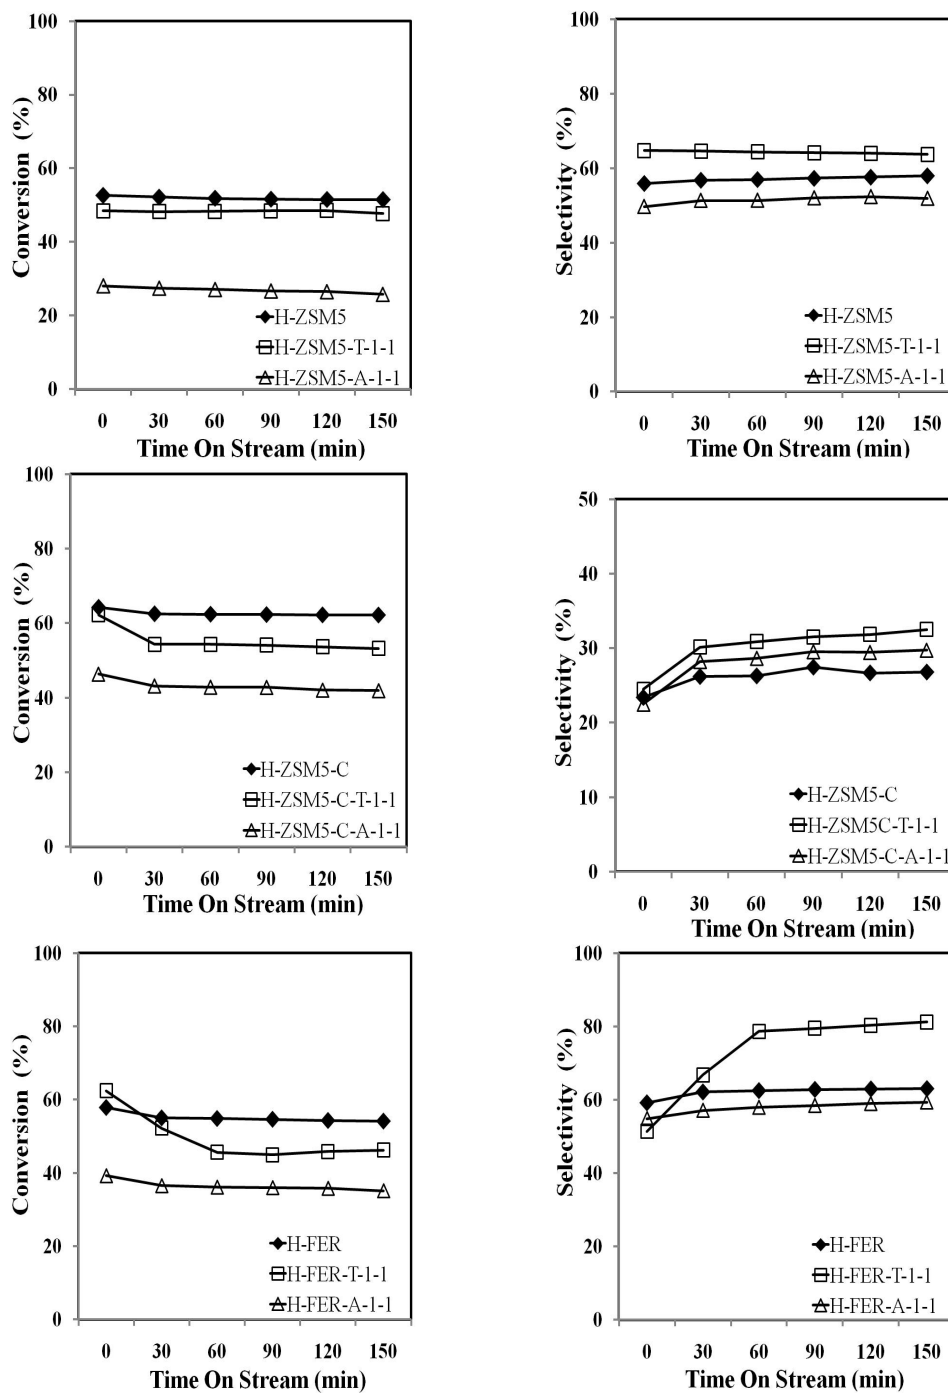 100
80
60
40
20
0
Conversion (%)
H-ZSM5
H-ZSM5-T-1-1
H-ZSM5-A-1-1
0 30 60 90 120 150
Time On Stream (min)
100
80
60
40
20
0
Selectivity (%)
H-ZSM5
H-ZSM5-T-1-1
H-ZSM5-A-1-1
0 30 60 90 120 150
Time On Stream (min)
100
80
60
40
20
0
Conversion (%)
H-ZSM5-C
H-ZSM5-C-T-1-1
H-ZSM5-C-A-1-1
0 30 60 90 120 150
Time On Stream (min)
50
40
30
20
10
0
Selectivity (%)
H-ZSM5-C
H-ZSM5C-T-1-1
H-ZSM5-C-A-1-1
0 30 60 90 120 150
Time On Stream (min)
100
80
60
40
20
0
Conversion (%)
H-FER
H-FER-T-1-1
H-FER-A-1-1
0 30 60 90 120 150
Time On Stream (min)
100
80
60
40
20
0
Selectivity (%)
H-FER
H-FER-T-1-1
H-FER-A-1-1
0 30 60 90 120 150
Time On Stream (min)